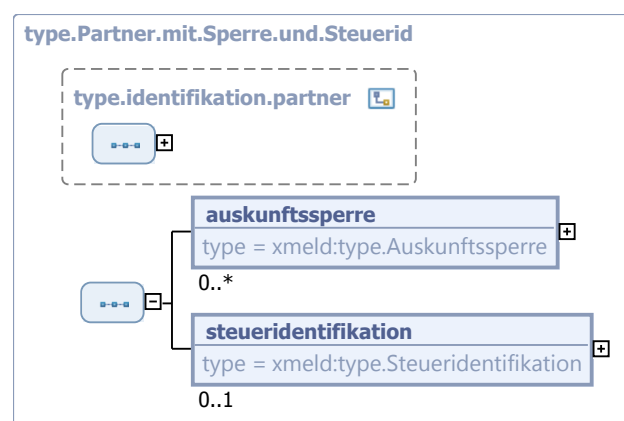 type.Partner.mit.Sperre.und.Steuerid
type.identifikation.partner
auskunftssperre
type = xmeld:type.Auskunftssperre
0..*
steueridentifikation
type = xmeld:type.Steueridentifikation
0..1